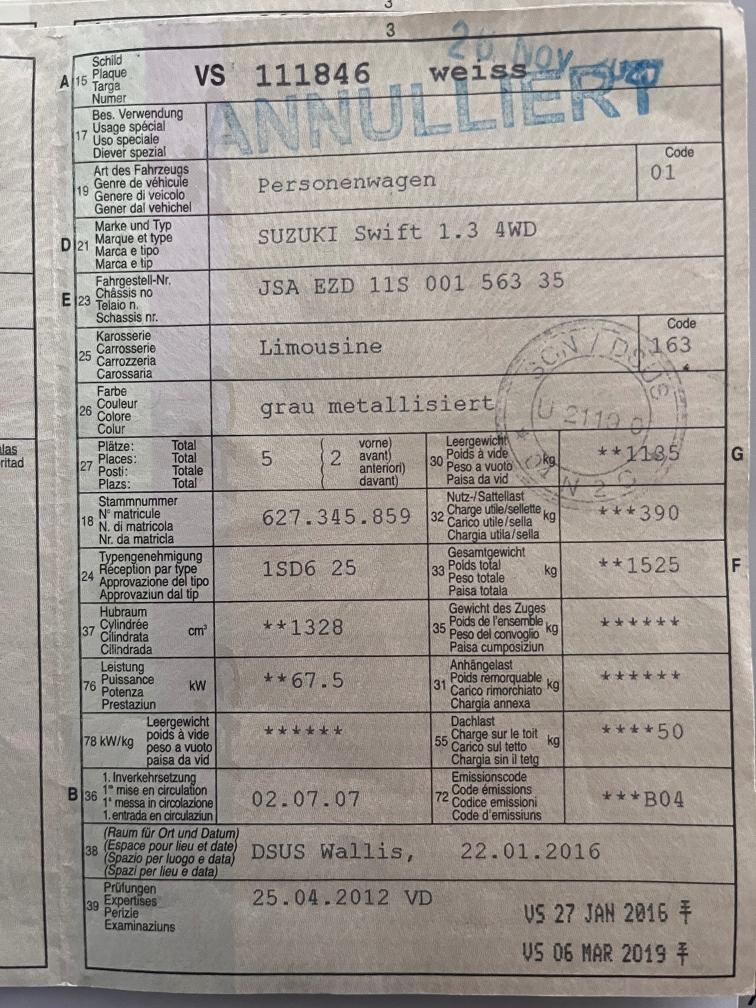 3
3
A 15 Schild
Plaque
Targa
Numer
VS 111846 weiss
20 NOV.
ANNULLIERT
17 Bes. Verwendung
Usage spécial
Uso speciale
Diever spezial
19 Art des Fahrzeugs
Genre de véhicule
Genere di veicolo
Gener dal vehichel
Personenwagen
Code
01
D 21 Marke und Typ
Marque et type
Marca e tipo
Marca e tip
SUZUKI Swift 1.3 4WD
E 23 Fahrgestell-Nr.
Châssis no
Telaio n.
Schassis nr.
JSA EZD 11S 001 563 35
25 Karosserie
Carrosserie
Carrozzeria
Carossaria
Limousine
Code
163
SCN / DSUS
U 2119 0
26 Farbe
Couleur
Colore
Colur
grau metallisiert
27 Plätze: Total
Places: Total
Posti: Totale
Plazs: Total
5
2 vorne)
avant)
anteriori)
davant)
30 Leergewicht
Poids à vide
Peso a vuoto
Paisa da vid
kg
**1135
G
18 Stammnummer
N° matricule
N. di matricola
Nr. da matricla
627.345.859
32 Nutz-/Sattellast
Charge utile/sellette
Carico utile/sella
Chargia utila/sella
kg
***390
24 Typengenehmigung
Réception par type
Approvazione del tipo
Approvaziun dal tip
1SD6 25
33 Gesamtgewicht
Poids total
Peso totale
Paisa totala
kg
**1525
F
37 Hubraum
Cylindrée
Cilindrata
Cilindrada
cm³
**1328
35 Gewicht des Zuges
Poids de l'ensemble
Peso del convoglio
Paisa cumposiziun
kg
******
76 Leistung
Puissance
Potenza
Prestaziun
kW
**67.5
31 Anhängelast
Poids remorquable
Carico rimorchiato
Chargia annexa
kg
******
78 kW/kg
Leergewicht
poids à vide
peso a vuoto
paisa da vid
******
55 Dachlast
Charge sur le toit
Carico sul tetto
Chargia sin il tetg
kg
****50
B 36 1. Inverkehrsetzung
1re mise en circulation
1a messa in circolazione
1. entrada en circulaziun
02.07.07
72 Emissionscode
Code émissions
Codice emissioni
Code d'emissiuns
***B04
38 (Raum für Ort und Datum)
(Espace pour lieu et date)
(Spazio per luogo e data)
(Spazi per lieu e data)
DSUS Wallis, 22.01.2016
39 Prüfungen
Expertises
Perizie
Examinaziuns
25.04.2012 VD
VS 27 JAN 2016
VS 06 MAR 2019